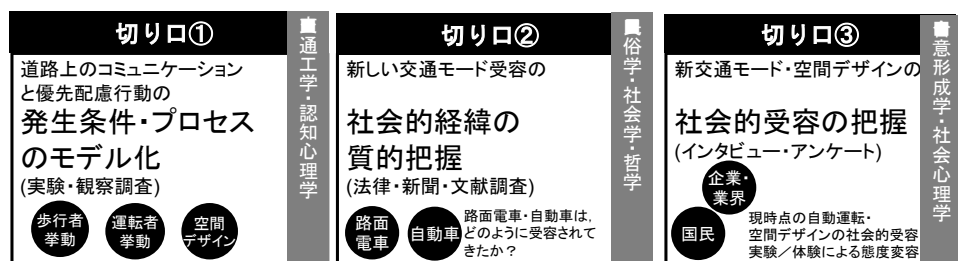 切り口①
道路上のコミュニケーション
と優先配慮行動の
発生条件・プロセス
のモデル化
(実験・観察調査)
歩行者
挙動
運転者
挙動
空間
デザイン
通工学・認知心理学
切り口②
新しい交通モード受容の
社会的経緯の
質的把握
(法律・新聞・文献調査)
路面
電車
自動車
路面電車・自動車は,
どのように受容されて
きたか？
俗学・社会学・哲学
切り口③
新交通モード・空間デザインの
社会的受容の把握
(インタビュー・アンケート)
企業・
業界
国民
現時点の自動運転・
空間デザインの社会的受容
実験／体験による態度変容
意形成学・社会心理学